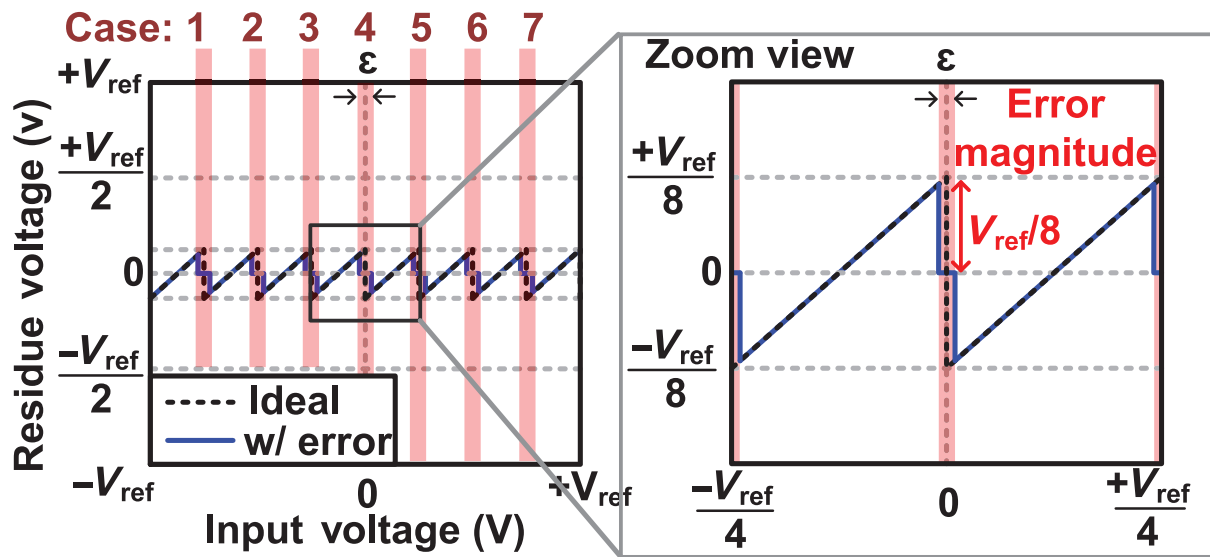 Case: 1 2 3 4 5 6 7
ε
+Vref
+Vref
2
0
−Vref
2
−Vref
Residue voltage (v)
Ideal
w/ error
0
+Vref
Input voltage (V)
Zoom view
ε
Error
magnitude
+Vref
8
Vref/8
0
−Vref
8
−Vref
4
0
+Vref
4